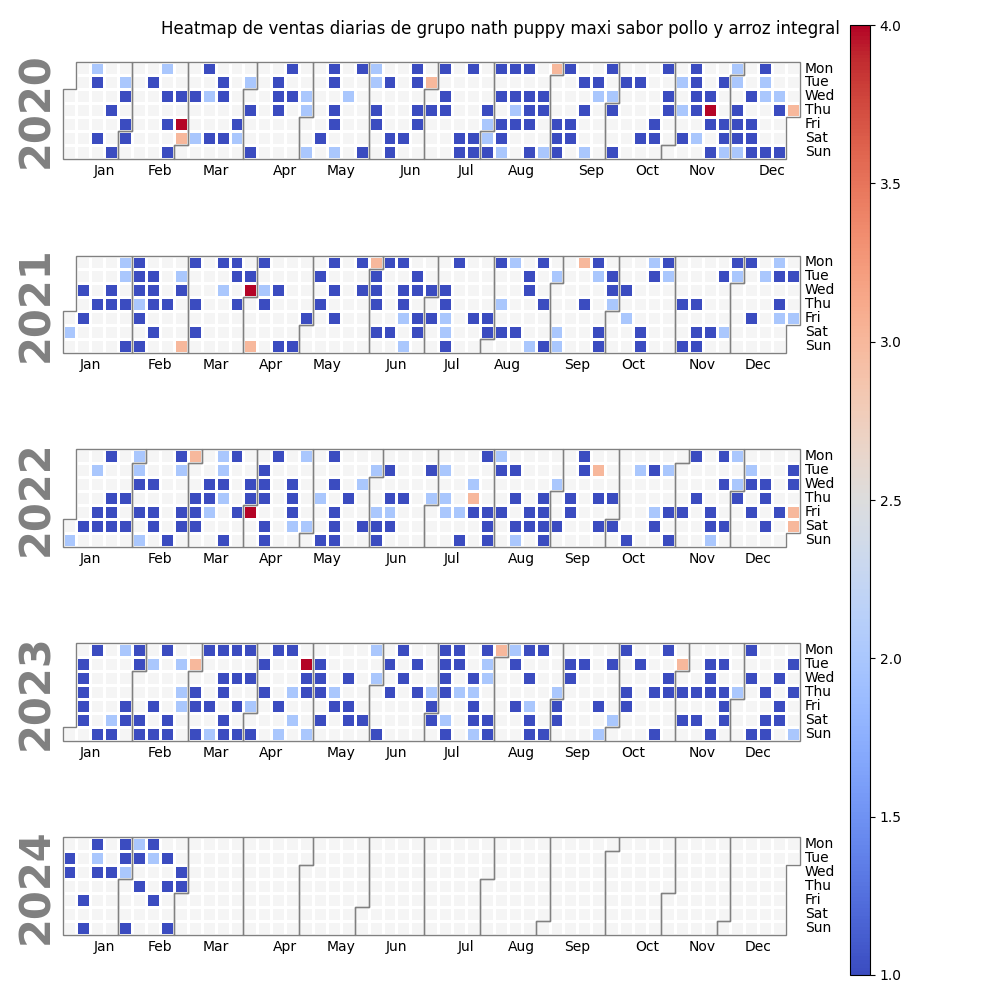 Heatmap de ventas diarias de grupo nath puppy maxi sabor pollo y arroz integral
2020
Mon
Tue
Wed
Thu
Fri
Sat
Sun
Jan Feb Mar Apr May Jun Jul Aug Sep Oct Nov Dec
2021
Mon
Tue
Wed
Thu
Fri
Sat
Sun
Jan Feb Mar Apr May Jun Jul Aug Sep Oct Nov Dec
2022
Mon
Tue
Wed
Thu
Fri
Sat
Sun
Jan Feb Mar Apr May Jun Jul Aug Sep Oct Nov Dec
2023
Mon
Tue
Wed
Thu
Fri
Sat
Sun
Jan Feb Mar Apr May Jun Jul Aug Sep Oct Nov Dec
2024
Mon
Tue
Wed
Thu
Fri
Sat
Sun
Jan Feb Mar Apr May Jun Jul Aug Sep Oct Nov Dec
4.0
3.5
3.0
2.5
2.0
1.5
1.0